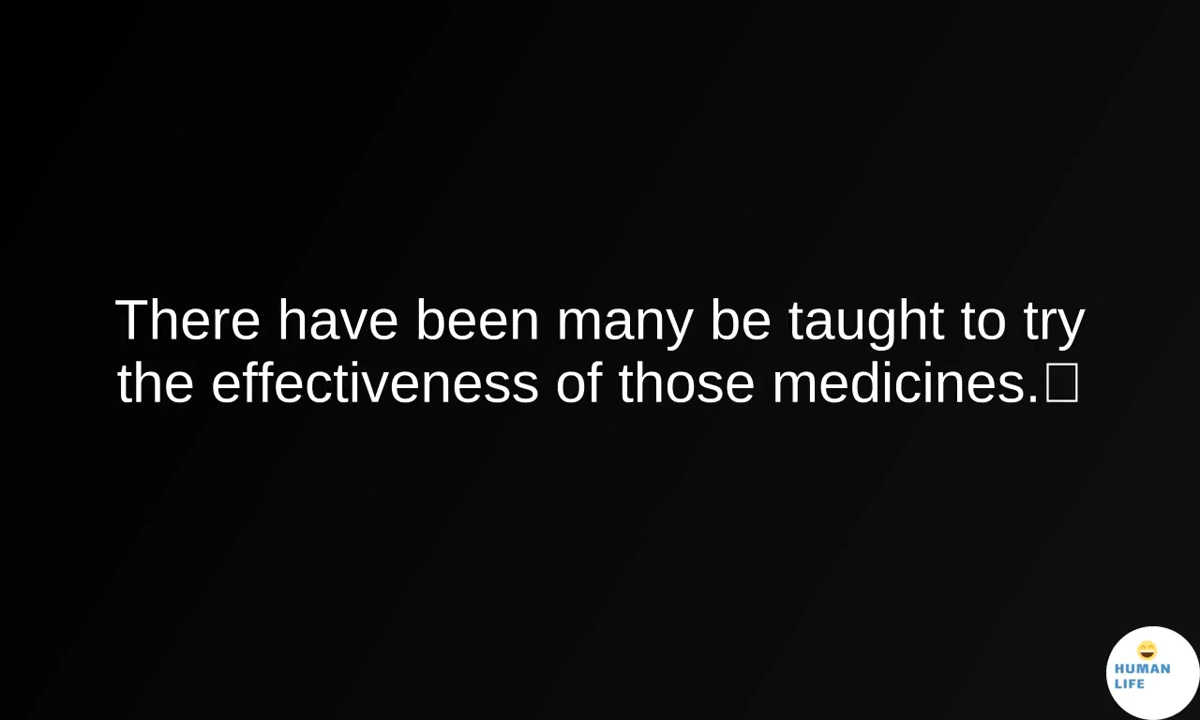 There have been many be taught to try
the effectiveness of those medicines.
HUMAN
LIFE